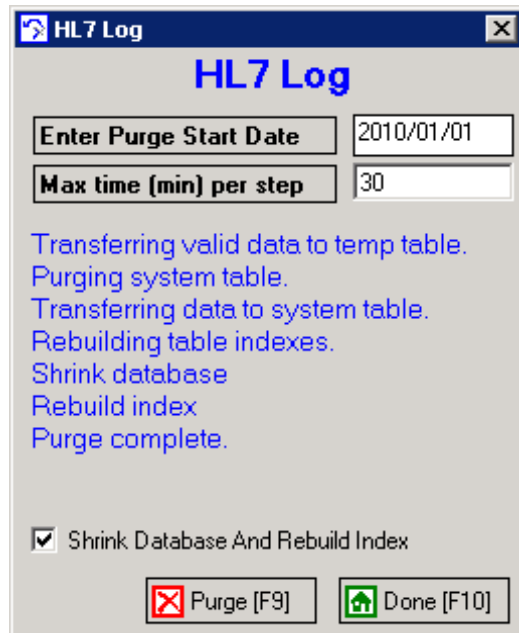 HL7 Log
HL7 Log
Enter Purge Start Date 2010/01/01
Max time (min) per step 30
Transferring valid data to temp table.
Purging system table.
Transferring data to system table.
Rebuilding table indexes.
Shrink database
Rebuild index
Purge complete.
Shrink Database And Rebuild Index
Purge [F9] Done [F10]